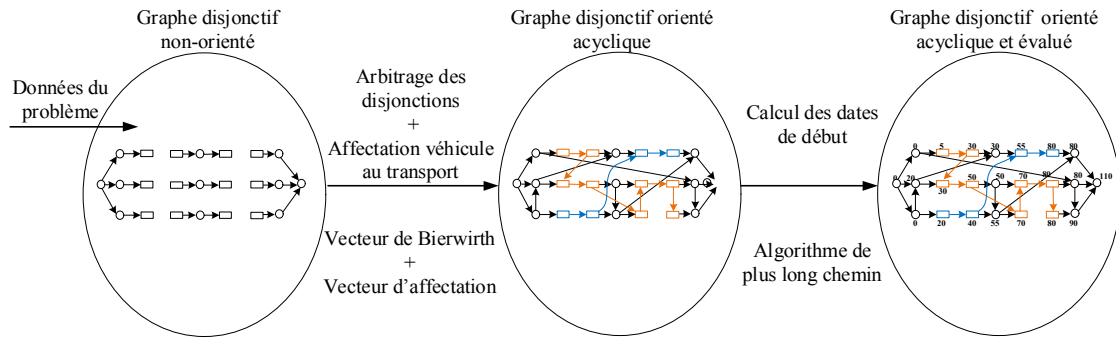 Graphe disjonctif
non-orienté
Données du
problème
Arbitrage des
disjonctions
+
Affectation véhicule
au transport
Vecteur de Bierwirth
+
Vecteur d'affectation
Graphe disjonctif orienté
acyclique
Calcul des dates
de début
Algorithme de
plus long chemin
Graphe disjonctif orienté
acyclique et évalué
0 5 30 30 55 80 80
0 20 30 50 50 70 80 80 110
0 20 40 55 70 80 90